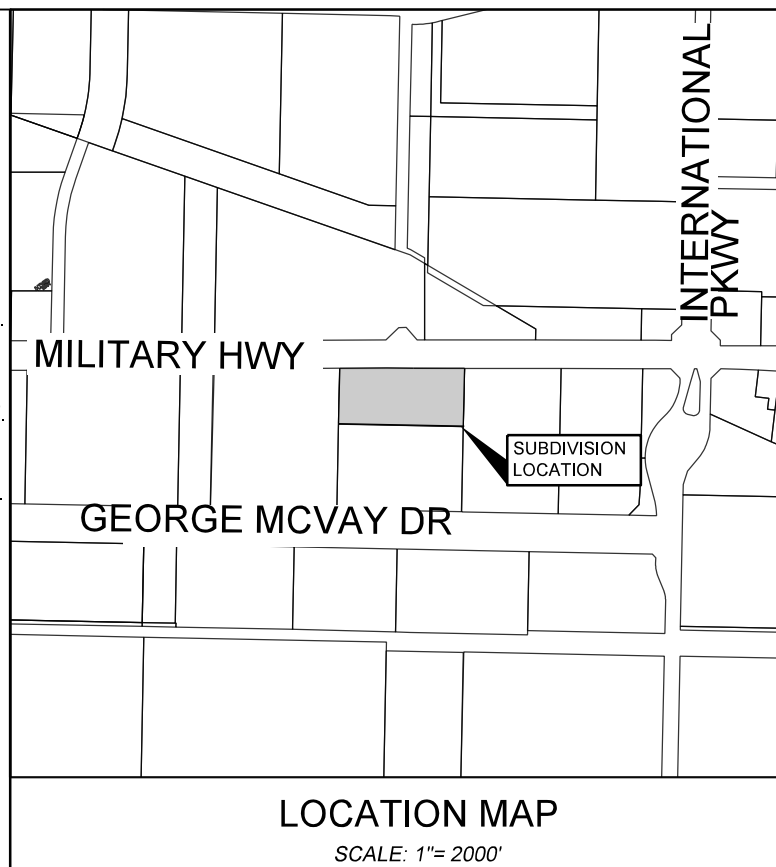 INTERNATIONAL
PKWY
MILITARY HWY
SUBDIVISION
LOCATION
GEORGE MCVAY DR
LOCATION MAP
SCALE: 1"= 2000'